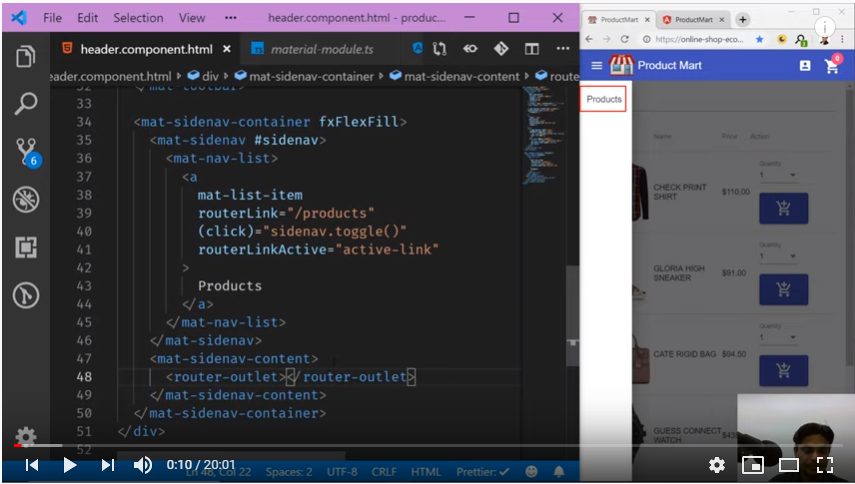 File Edit Selection View ··· header.component.html - produc...
header.component.html × material-module.ts ···
eader.component.html div mat-sidenav-container mat-sidenav-content route
32 </mat-toolbar>
33
34 <mat-sidenav-container fxFlexFill>
35 <mat-sidenav #sidenav>
36 <mat-nav-list>
37 <a
38 mat-list-item
39 routerLink="/products"
40 (click)="sidenav.toggle()"
41 routerLinkActive="active-link"
42 >
43 Products
44 </a>
45 </mat-nav-list>
46 </mat-sidenav>
47 <mat-sidenav-content>
48 <router-outlet></router-outlet>
49 </mat-sidenav-content>
50 </mat-sidenav-container>
51 </div>
52
6
Ln 48, Col 22 Spaces: 2 UTF-8 CRLF HTML Prettier: ✓
0:10 / 20:01
ProductMart × ProductMart × +
https://online-shop-eco...
Product Mart 0
Products
Name Price Action
CHECK PRINT
SHIRT
$110.00
Quantity
1
GLORIA HIGH
SNEAKER
$91.00
Quantity
1
CATE RIGID BAG $94.50
Quantity
1
GUESS CONNECT
WATCH